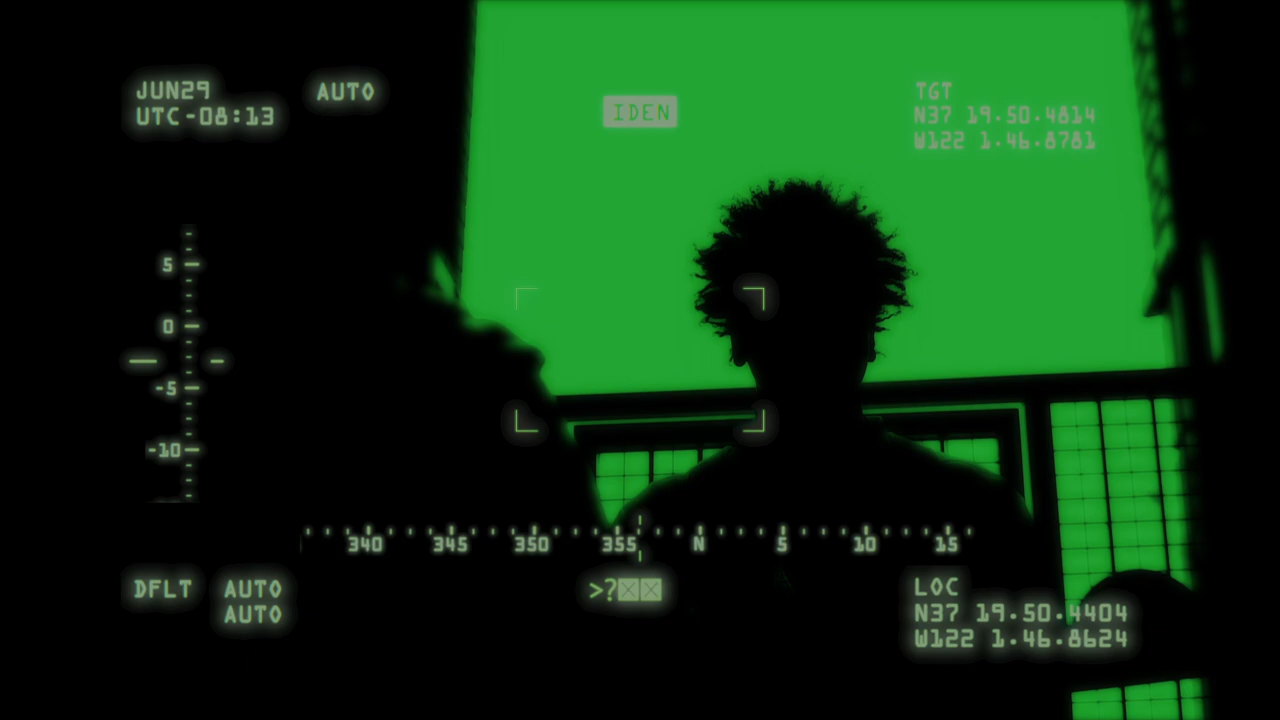 JUN29
UTC-08:13
AUTO
IDEN
TGT
N37 19.50.4814
W122 1.46.8781
5
0
-5
-10
340 345 350 355 N 5 10 15
DFLT AUTO
AUTO
>?
LOC
N37 19.50.4404
W122 1.46.8624